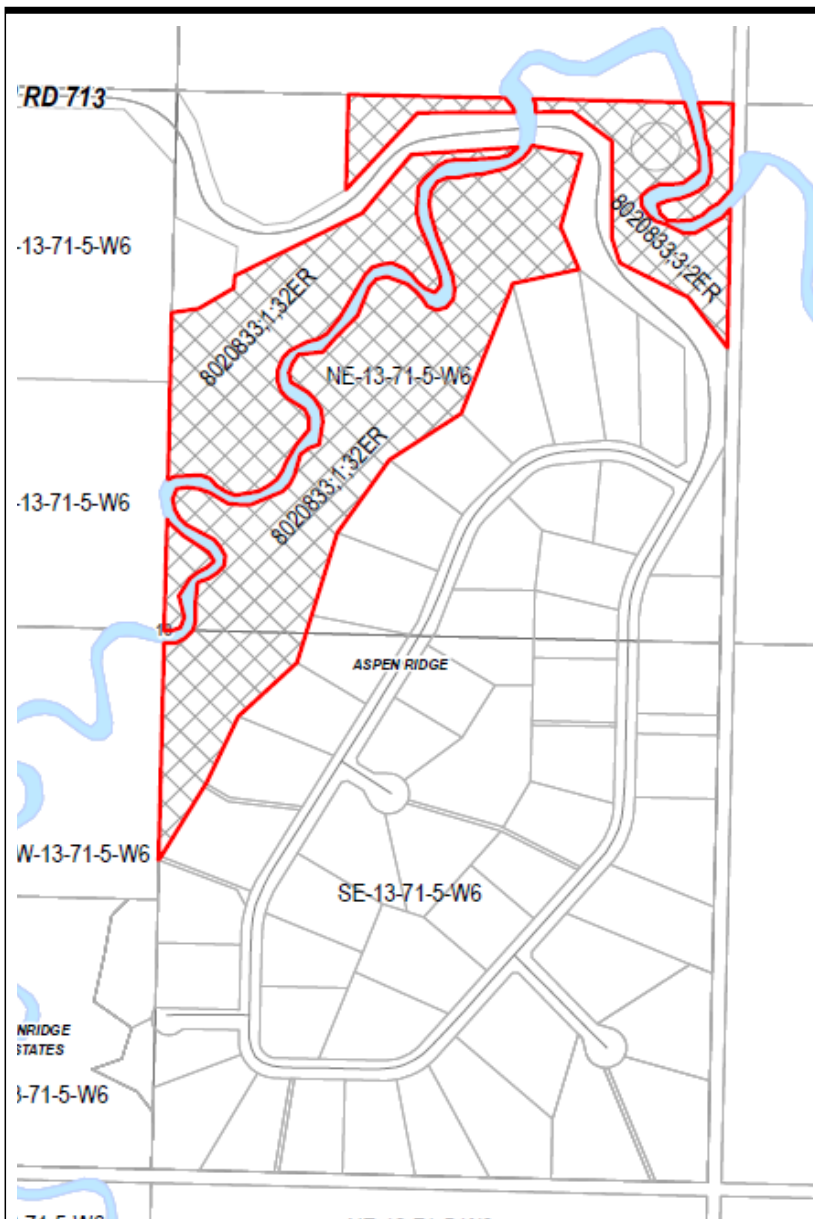 RD 713
-13-71-5-W6
8020833;3;2ER
8020833;1;32ER
NE-13-71-5-W6
8020833;1;32ER
-13-71-5-W6
ASPEN RIDGE
W-13-71-5-W6
SE-13-71-5-W6
NRIDGE
STATES
-71-5-W6